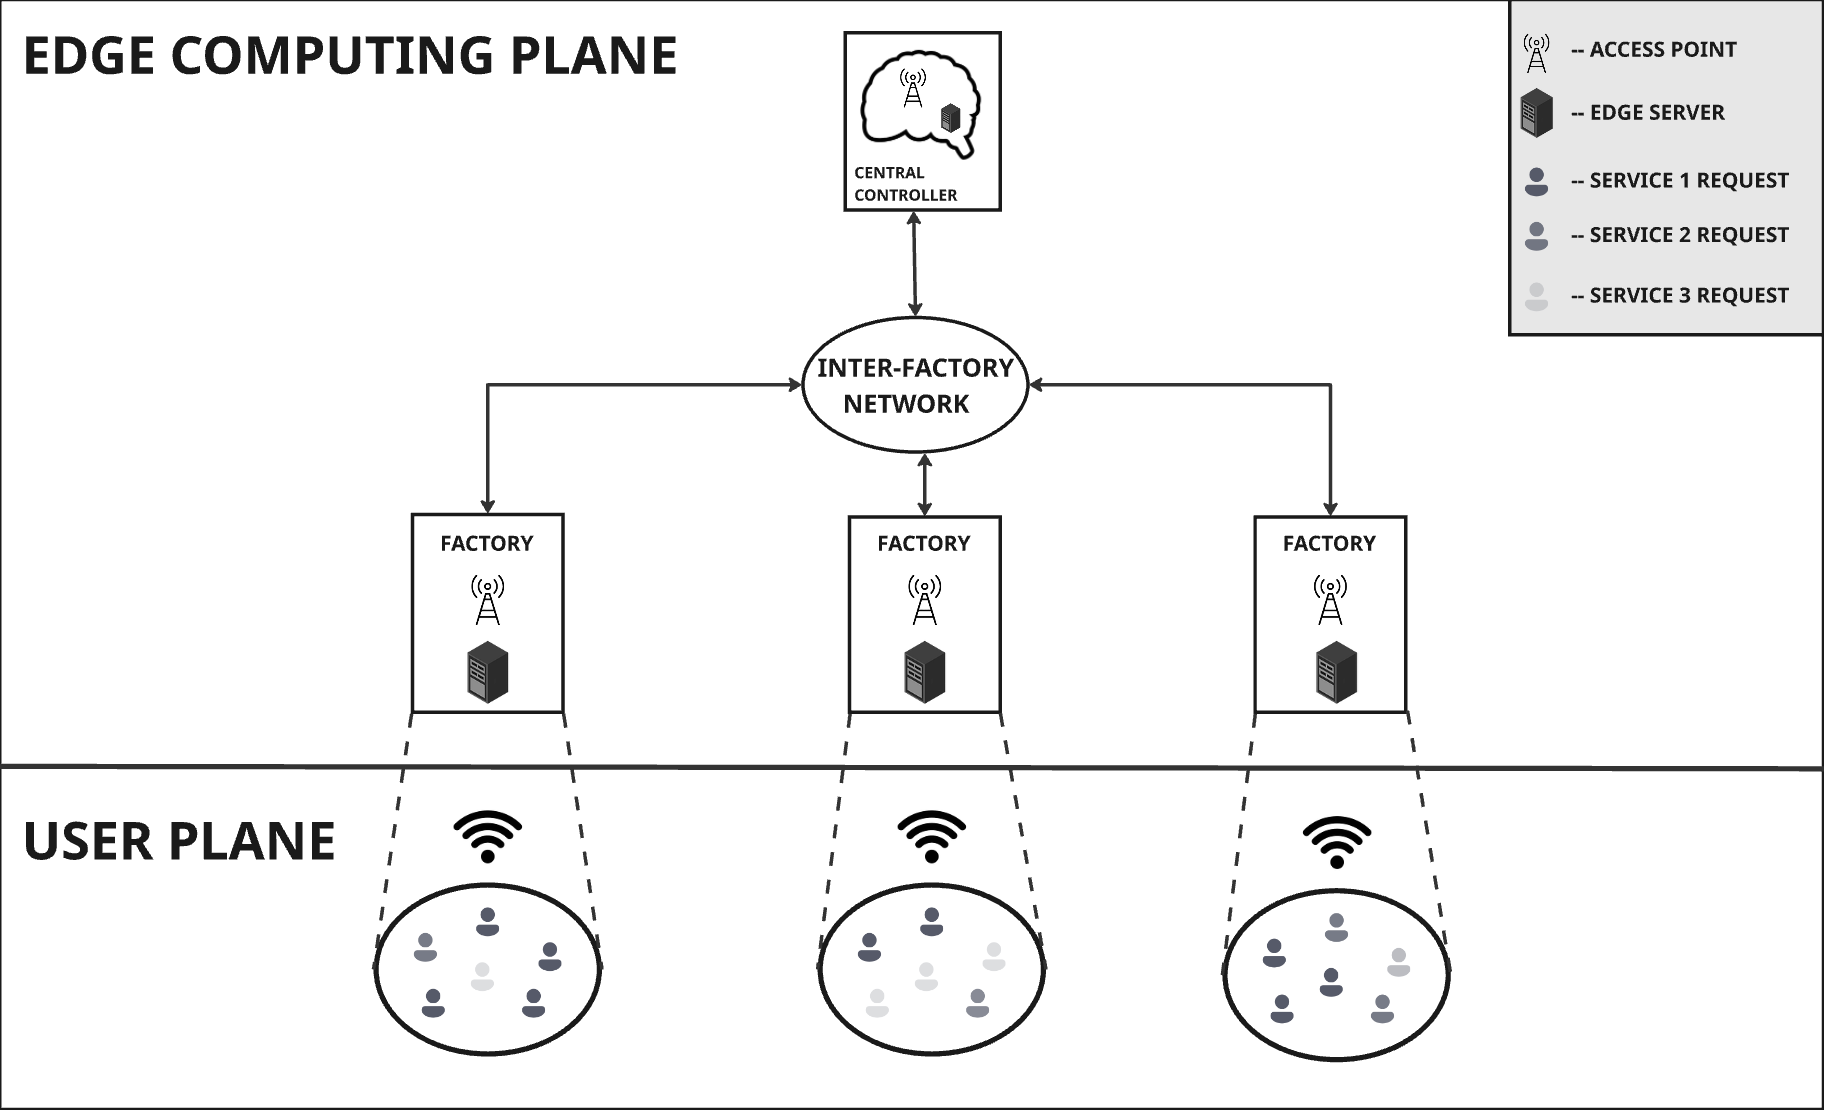 EDGE COMPUTING PLANE
CENTRAL
CONTROLLER
-- ACCESS POINT
-- EDGE SERVER
-- SERVICE 1 REQUEST
-- SERVICE 2 REQUEST
-- SERVICE 3 REQUEST
INTER-FACTORY
NETWORK
FACTORY
FACTORY
FACTORY
USER PLANE